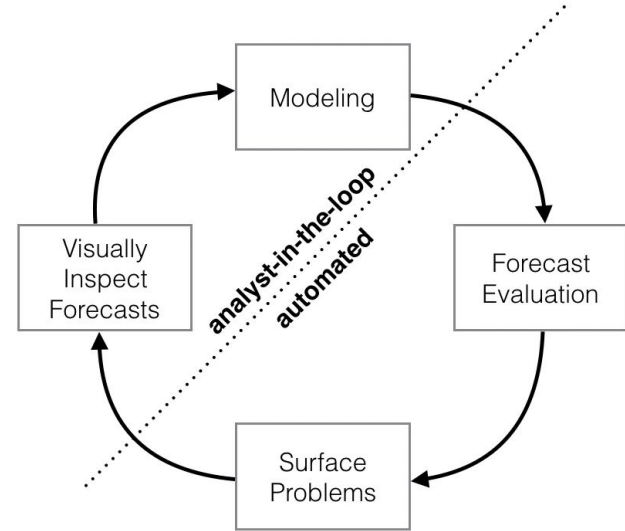 Modeling
Visually
Inspect
Forecasts
analyst-in-the-loop
automated
Forecast
Evaluation
Surface
Problems